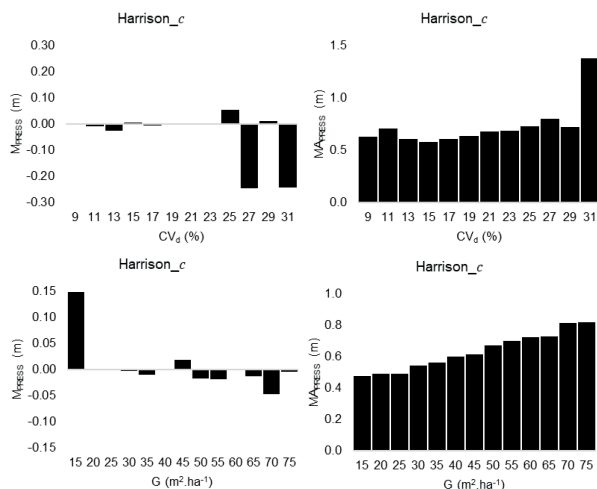 Harrison_c
0.30
0.20
0.10
0.00
-0.10
-0.20
-0.30
MPRESS (m)
9 11 13 15 17 19 21 23 25 27 29 31
CVd (%)
Harrison_c
1.5
1.0
0.5
0.0
MAPRESS (m)
9 11 13 15 17 19 21 23 25 27 29 31
CVd (%)
Harrison_c
0.15
0.10
0.05
0.00
-0.05
-0.10
-0.15
MPRESS (m)
15 20 25 30 35 40 45 50 55 60 65 70 75
G (m².ha⁻¹)
Harrison_c
1.0
0.8
0.6
0.4
0.2
0.0
MAPRESS (m)
15 20 25 30 35 40 45 50 55 60 65 70 75
G (m².ha⁻¹)